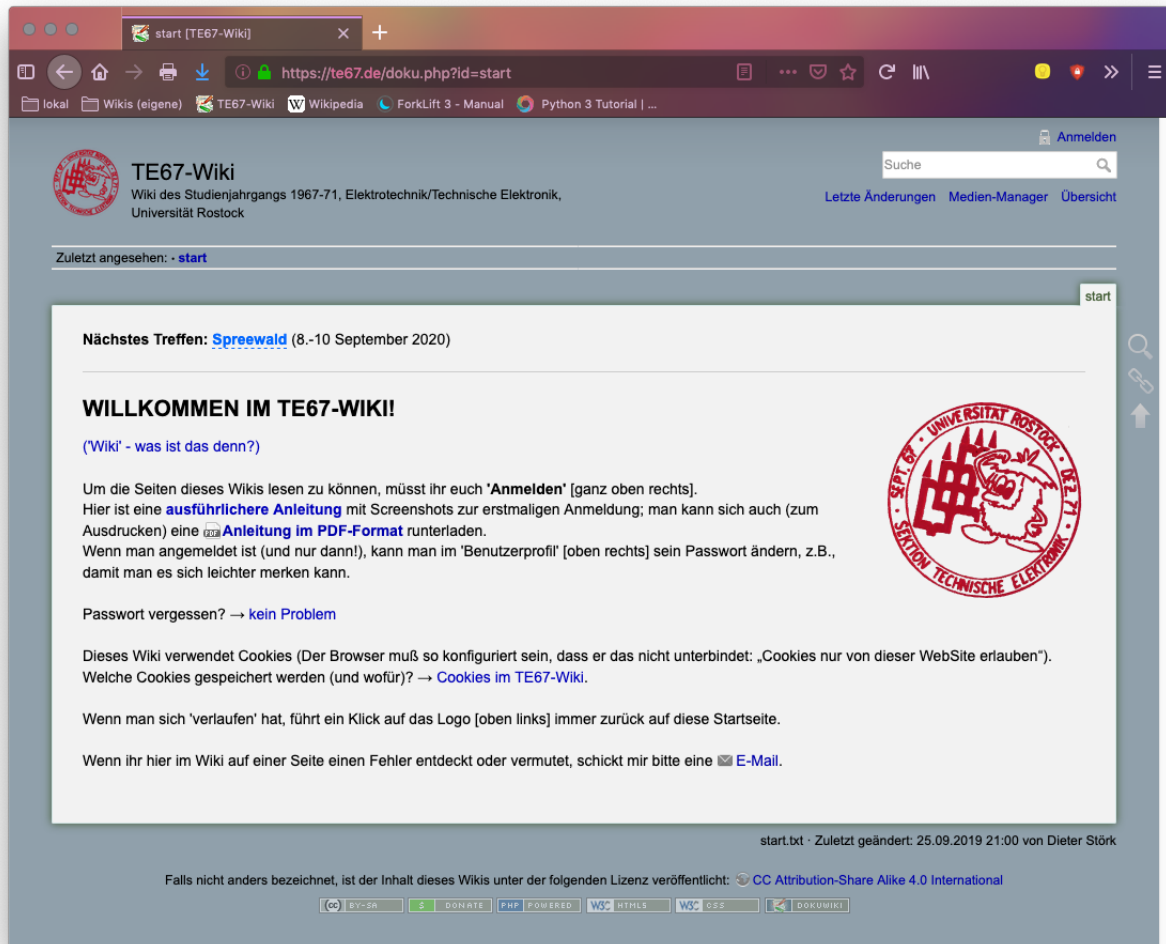 start [TE67-Wiki]
https://te67.de/doku.php?id=start
lokal Wikis (eigene) TE67-Wiki Wikipedia ForkLift 3 - Manual Python 3 Tutorial | ...
Anmelden
TE67-Wiki
Wiki des Studienjahrgangs 1967-71, Elektrotechnik/Technische Elektronik,
Universität Rostock
Suche
Letzte Änderungen Medien-Manager Übersicht
Zuletzt angesehen: · start
start
Nächstes Treffen: Spreewald (8.-10 September 2020)
WILLKOMMEN IM TE67-WIKI!
('Wiki' - was ist das denn?)
Um die Seiten dieses Wikis lesen zu können, müsst ihr euch 'Anmelden' [ganz oben rechts].
Hier ist eine ausführlichere Anleitung mit Screenshots zur erstmaligen Anmeldung; man kann sich auch (zum
Ausdrucken) eine PDF Anleitung im PDF-Format runterladen.
Wenn man angemeldet ist (und nur dann!), kann man im 'Benutzerprofil' [oben rechts] sein Passwort ändern, z.B.,
damit man es sich leichter merken kann.
SEPT. 67 · UNIVERSITÄT ROSTOCK · DEZ. 71 ·
SEKTION TECHNISCHE ELEKTRONIK
Passwort vergessen? → kein Problem
Dieses Wiki verwendet Cookies (Der Browser muß so konfiguriert sein, dass er das nicht unterbindet: „Cookies nur von dieser WebSite erlauben“).
Welche Cookies gespeichert werden (und wofür)? → Cookies im TE67-Wiki.
Wenn man sich 'verlaufen' hat, führt ein Klick auf das Logo [oben links] immer zurück auf diese Startseite.
Wenn ihr hier im Wiki auf einer Seite einen Fehler entdeckt oder vermutet, schickt mir bitte eine E-Mail.
start.txt · Zuletzt geändert: 25.09.2019 21:00 von Dieter Störk
Falls nicht anders bezeichnet, ist der Inhalt dieses Wikis unter der folgenden Lizenz veröffentlicht: CC Attribution-Share Alike 4.0 International
(cc) BY-SA $ DONATE PHP POWERED W3C HTML5 W3C CSS DOKUWIKI